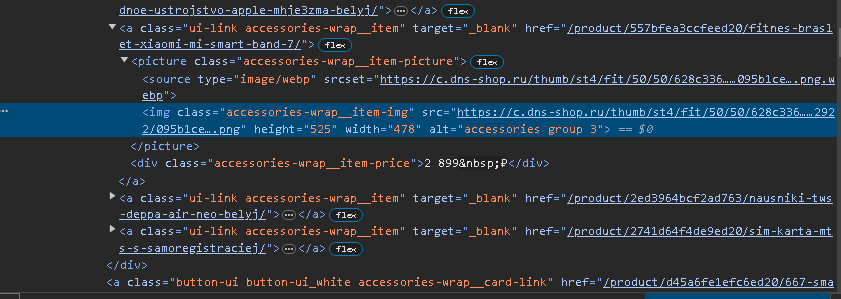 dnoe-ustrojstvo-apple-mhje3zma-belyj/">⋯</a> flex
<a class="ui-link accessories-wrap__item" target="_blank" href="/product/557bfea3ccfeed20/fitnes-brasl
et-xiaomi-mi-smart-band-7/"> flex
<picture class="accessories-wrap__item-picture"> flex
<source type="image/webp" srcset="https://c.dns-shop.ru/thumb/st4/fit/50/50/628c336……095b1ce….png.w
ebp">
<img class="accessories-wrap__item-img" src="https://c.dns-shop.ru/thumb/st4/fit/50/50/628c336……292
2/095b1ce….png" height="525" width="478" alt="accessories group 3"> == $0
</picture>
<div class="accessories-wrap__item-price">2 899&nbsp;₽</div>
</a>
<a class="ui-link accessories-wrap__item" target="_blank" href="/product/2ed3964bcf2ad763/nausniki-tws
-deppa-air-neo-belyj/">⋯</a> flex
<a class="ui-link accessories-wrap__item" target="_blank" href="/product/2741d64f4de9ed20/sim-karta-mt
s-s-samoregistraciej/">⋯</a> flex
</div>
<a class="button-ui button-ui_white accessories-wrap__card-link" href="/product/d45a6fe1efc6ed20/667-sma